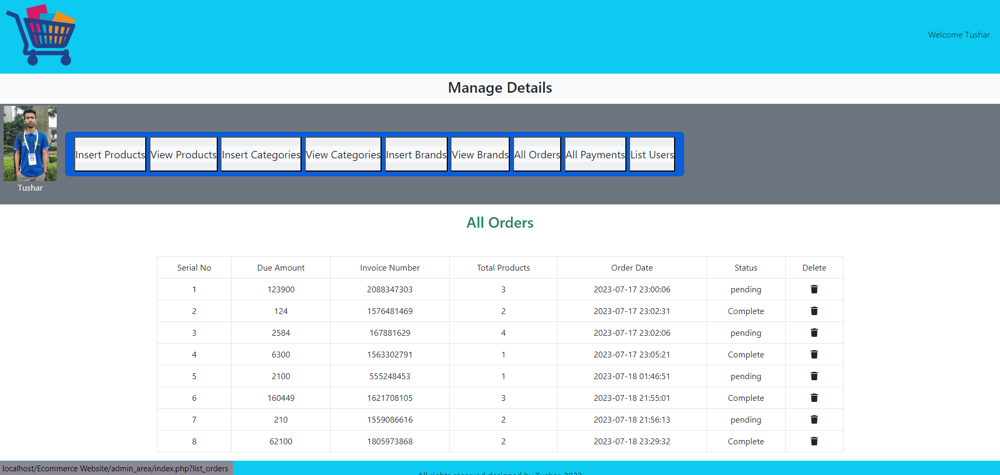 Welcome Tushar
Manage Details
Insert Products View Products Insert Categories View Categories Insert Brands View Brands All Orders All Payments List Users
Tushar
All Orders
Serial No Due Amount Invoice Number Total Products Order Date Status Delete
1 123900 2088347303 3 2023-07-17 23:00:06 pending
2 124 1576481469 2 2023-07-17 23:02:31 Complete
3 2584 167881629 4 2023-07-17 23:02:06 pending
4 6300 1563302791 1 2023-07-17 23:05:21 Complete
5 2100 555248453 1 2023-07-18 01:46:51 pending
6 160449 1621708105 3 2023-07-18 21:55:01 Complete
7 210 1559086616 2 2023-07-18 21:56:13 pending
8 62100 1805973868 2 2023-07-18 23:29:32 Complete
localhost/Ecommerce Website/admin_area/index.php?list_orders
All rights reserved designed by Tushar